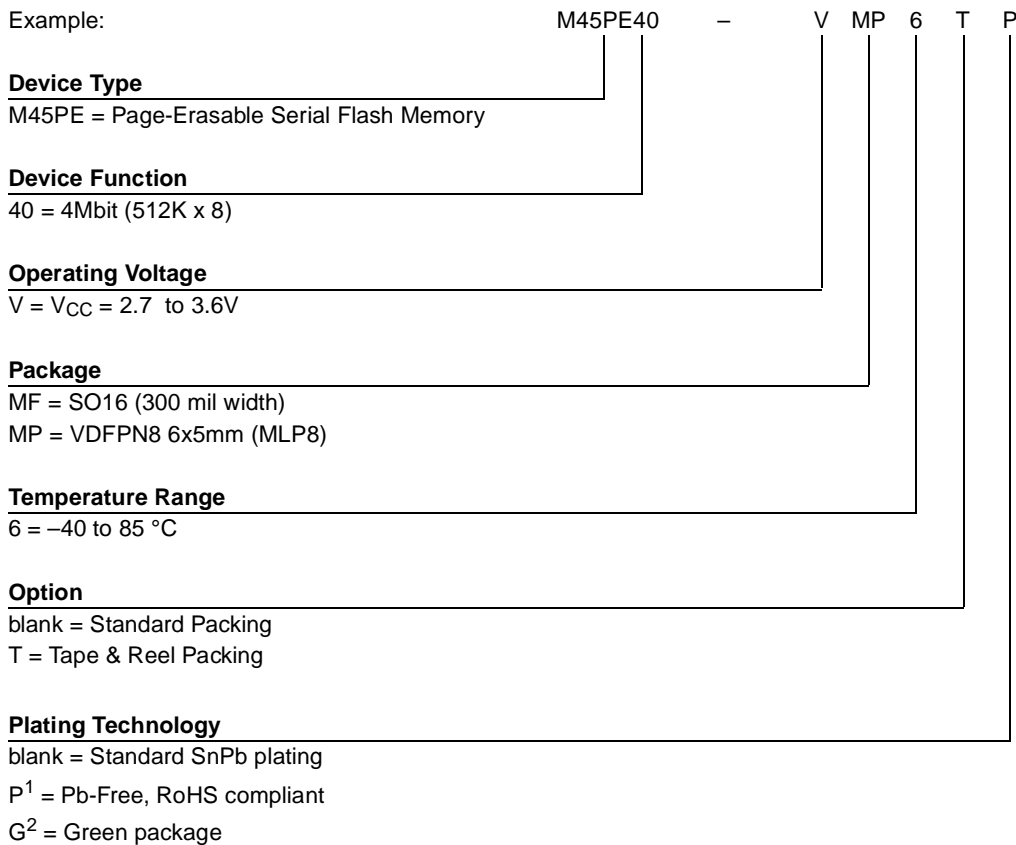 Example: M45PE40 – V MP 6 T P
Device Type
M45PE = Page-Erasable Serial Flash Memory
Device Function
40 = 4Mbit (512K x 8)
Operating Voltage
V = VCC = 2.7 to 3.6V
Package
MF = SO16 (300 mil width)
MP = VDFPN8 6x5mm (MLP8)
Temperature Range
6 = –40 to 85 °C
Option
blank = Standard Packing
T = Tape & Reel Packing
Plating Technology
blank = Standard SnPb plating
P1 = Pb-Free, RoHS compliant
G2 = Green package